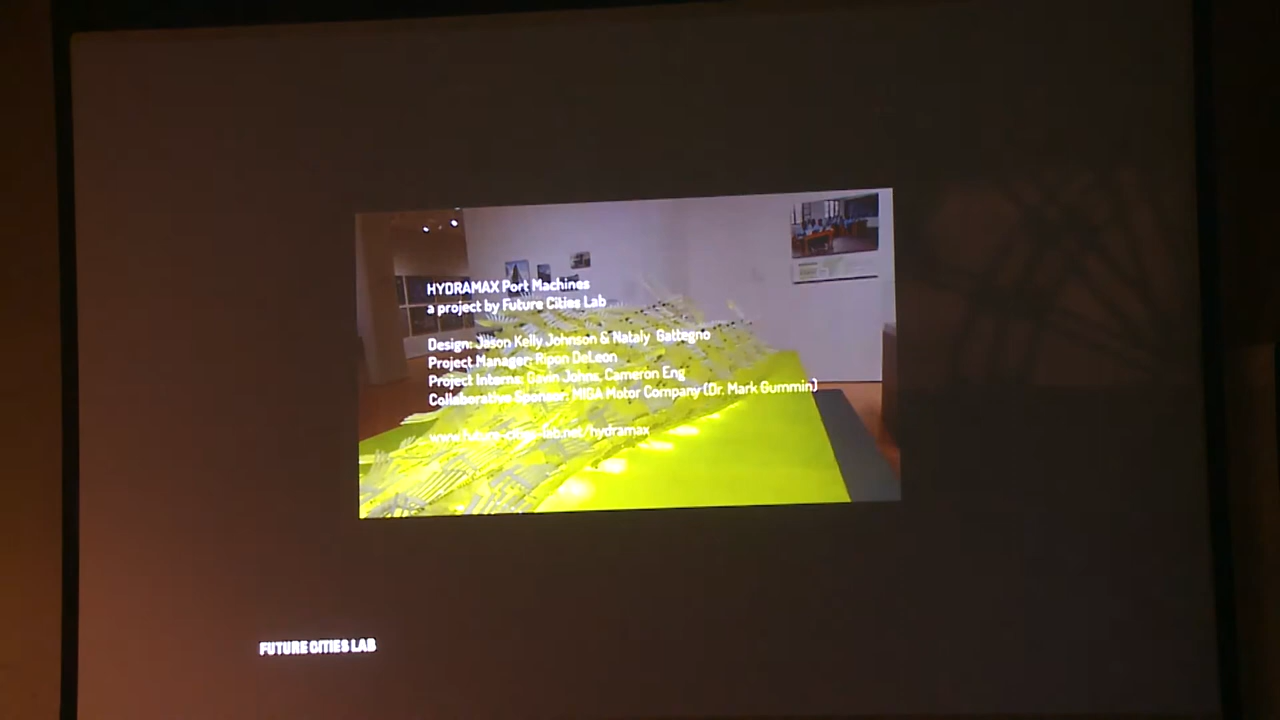 HYDRAMAX Port Machines
a project by Future Cities Lab
Design: Jason Kelly Johnson & Nataly Gattegno
Project Manager: Ripon DeLeon
Project Interns: Gavin Johns, Cameron Eng
Collaborative Sponsor: MIGA Motor Company (Dr. Mark Gummin)
www.future-cities-lab.net/hydramax
FUTURE CITIES LAB